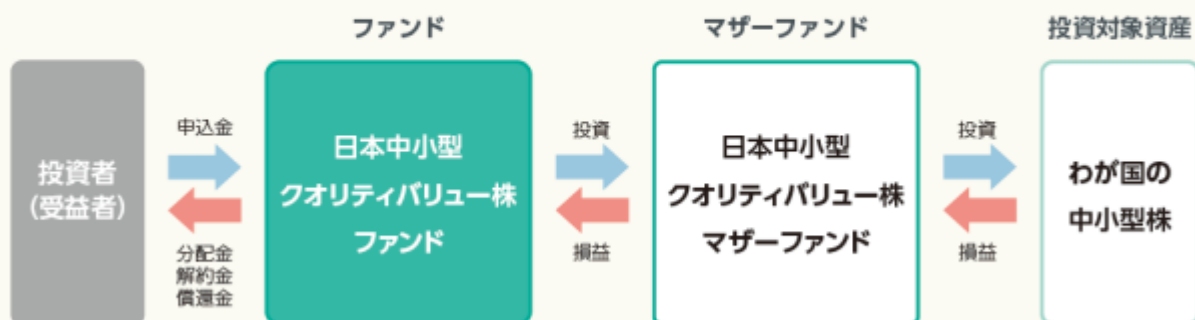 ファンド
マザーファンド
投資対象資産
投資者
(受益者)
申込金
分配金
解約金
償還金
日本中小型
クオリティバリュー株
ファンド
投資
損益
日本中小型
クオリティバリュー株
マザーファンド
投資
損益
わが国の
中小型株